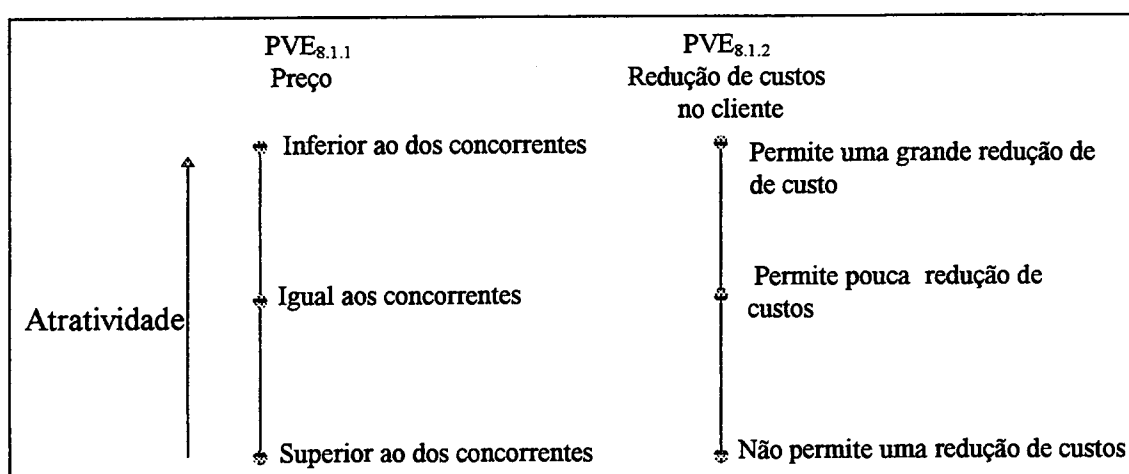 PVE8.1.1
Preço
PVE8.1.2
Redução de custos
no cliente
Inferior ao dos concorrentes
Permite uma grande redução de
de custo
Igual aos concorrentes
Permite pouca redução de
custos
Atratividade
Superior ao dos concorrentes
Não permite uma redução de custos